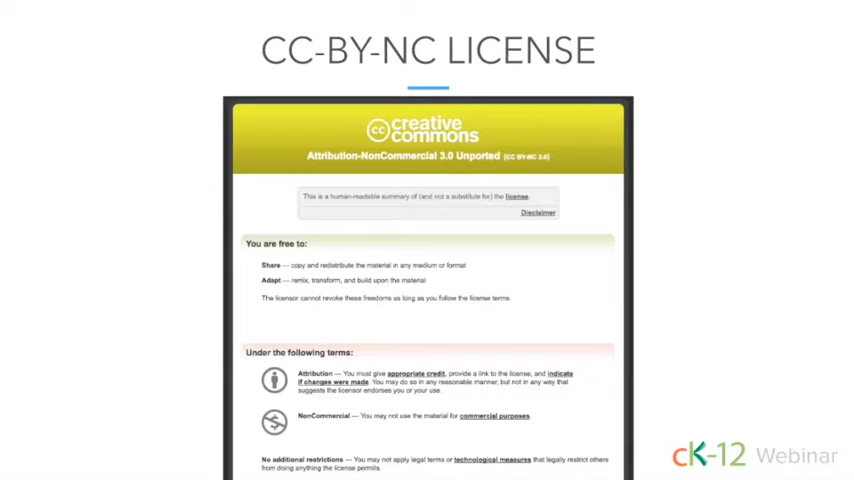 CC-BY-NC LICENSE
cc creative commons
Attribution-NonCommercial 3.0 Unported (CC BY-NC 3.0)
This is a human-readable summary of (and not a substitute for) the license.
Disclaimer
You are free to:
Share — copy and redistribute the material in any medium or format
Adapt — remix, transform, and build upon the material
The licensor cannot revoke these freedoms as long as you follow the license terms.
Under the following terms:
Attribution — You must give appropriate credit, provide a link to the license, and indicate
if changes were made. You may do so in any reasonable manner, but not in any way that
suggests the licensor endorses you or your use.
NonCommercial — You may not use the material for commercial purposes.
No additional restrictions — You may not apply legal terms or technological measures that legally restrict others
from doing anything the license permits.
cK-12 Webinar